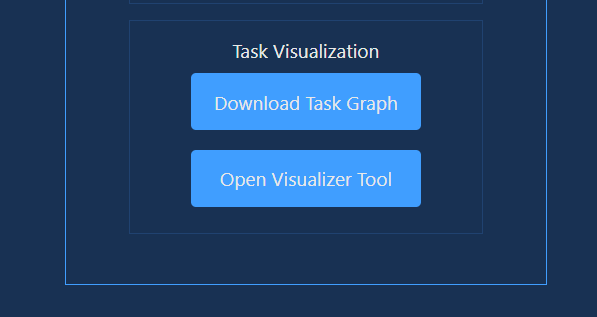 Task Visualization
Download Task Graph
Open Visualizer Tool